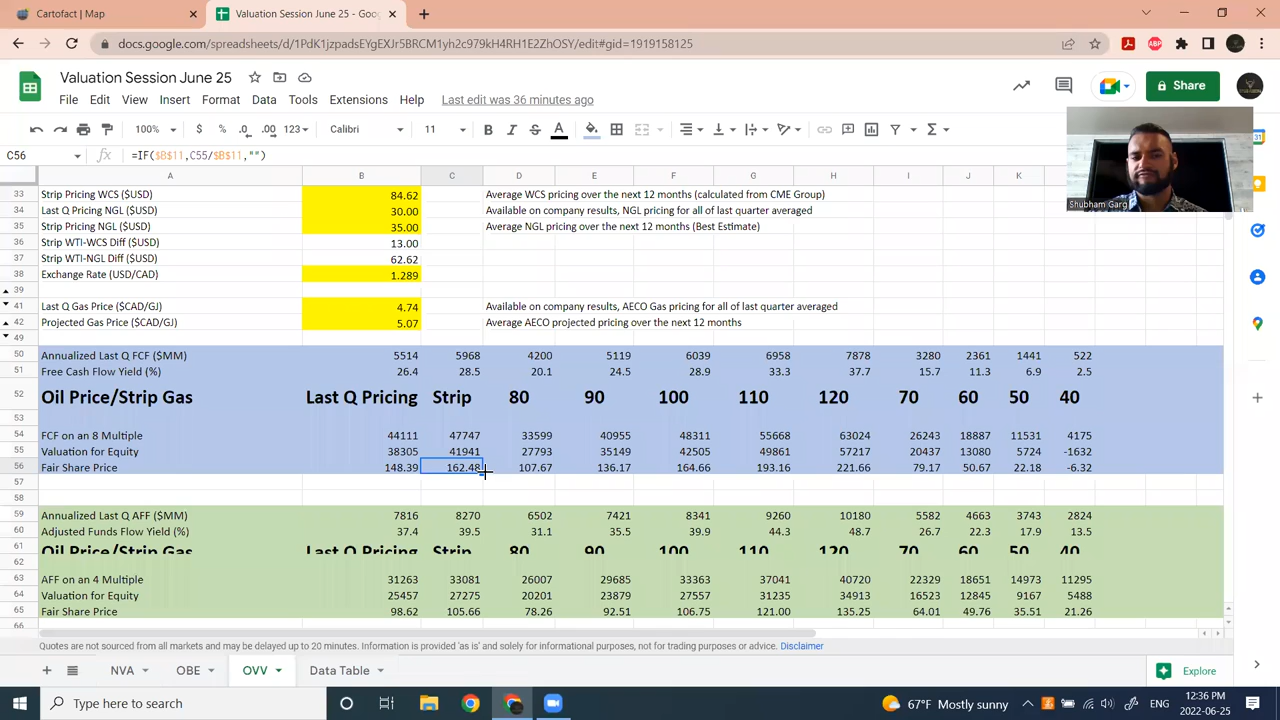 Cartofact | Map
Valuation Session June 25 - Goo
docs.google.com/spreadsheets/d/1PdK1jzpadsEYgEXJr5BRCM1yLzc979kH4RH1E2Z7hOSY/edit#gid=1919158125
Valuation Session June 25
File Edit View Insert Format Data Tools Extensions Help Last edit was 36 minutes ago
Share
100% $ % .0 .00 123 Calibri 11 B I S A
C56 fx =IF($B$11,C55/$B$11,"")
A B C D E F G H I J K
33 Strip Pricing WCS ($USD) 84.62 Average WCS pricing over the next 12 months (calculated from CME Group)
34 Last Q Pricing NGL ($USD) 30.00 Available on company results, NGL pricing for all of last quarter averaged
35 Strip Pricing NGL ($USD) 35.00 Average NGL pricing over the next 12 months (Best Estimate)
36 Strip WTI-WCS Diff ($USD) 13.00
37 Strip WTI-NGL Diff ($USD) 62.62
38 Exchange Rate (USD/CAD) 1.289
39
41 Last Q Gas Price ($CAD/GJ) 4.74 Available on company results, AECO Gas pricing for all of last quarter averaged
42 Projected Gas Price ($CAD/GJ) 5.07 Average AECO projected pricing over the next 12 months
49
50 Annualized Last Q FCF ($MM) 5514 5968 4200 5119 6039 6958 7878 3280 2361 1441 522
51 Free Cash Flow Yield (%) 26.4 28.5 20.1 24.5 28.9 33.3 37.7 15.7 11.3 6.9 2.5
52 Oil Price/Strip Gas Last Q Pricing Strip 80 90 100 110 120 70 60 50 40
53
54 FCF on an 8 Multiple 44111 47747 33599 40955 48311 55668 63024 26243 18887 11531 4175
55 Valuation for Equity 38305 41941 27793 35149 42505 49861 57217 20437 13080 5724 -1632
56 Fair Share Price 148.39 162.48 107.67 136.17 164.66 193.16 221.66 79.17 50.67 22.18 -6.32
57
58
59 Annualized Last Q AFF ($MM) 7816 8270 6502 7421 8341 9260 10180 5582 4663 3743 2824
60 Adjusted Funds Flow Yield (%) 37.4 39.5 31.1 35.5 39.9 44.3 48.7 26.7 22.3 17.9 13.5
61 Oil Price/Strip Gas Last Q Pricing Strip 80 90 100 110 120 70 60 50 40
62
63 AFF on an 4 Multiple 31263 33081 26007 29685 33363 37041 40720 22329 18651 14973 11295
64 Valuation for Equity 25457 27275 20201 23879 27557 31235 34913 16523 12845 9167 5488
65 Fair Share Price 98.62 105.66 78.26 92.51 106.75 121.00 135.25 64.01 49.76 35.51 21.26
66
Shubham Garg
Quotes are not sourced from all markets and may be delayed up to 20 minutes. Information is provided 'as is' and solely for informational purposes, not for trading purposes or advice. Disclaimer
NVA OBE OVV Data Table Explore
Type here to search
67°F Mostly sunny
ENG
12:36 PM
2022-06-25